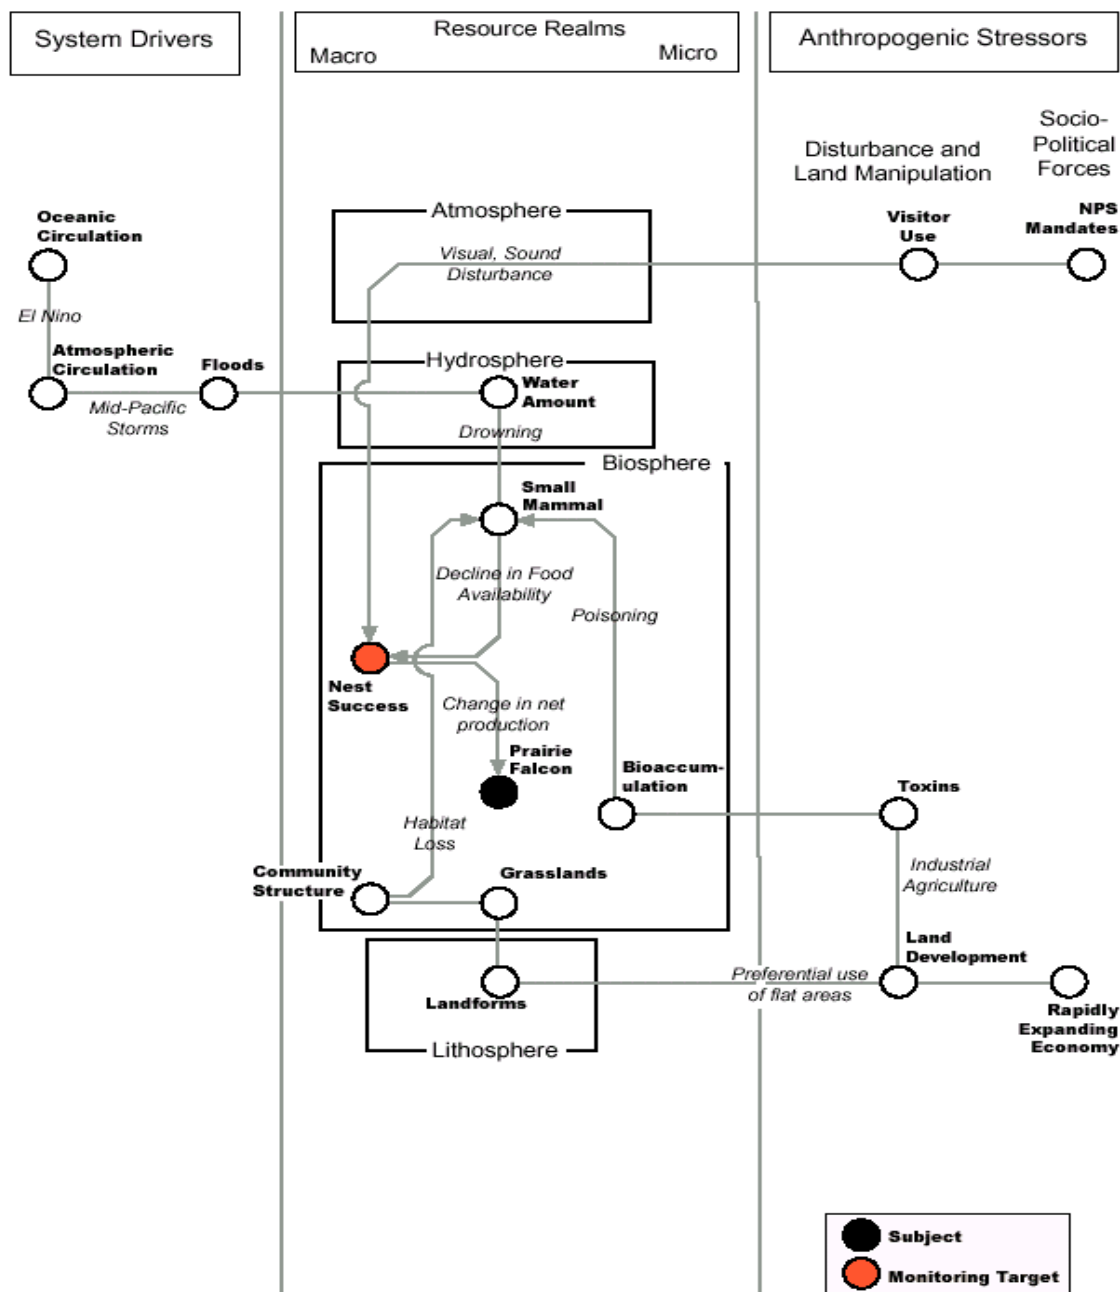 System Drivers
Resource Realms
Macro
Micro
Anthropogenic Stressors
Disturbance and
Land Manipulation
Socio-
Political
Forces
Oceanic
Circulation
Atmosphere
Visitor
Use
NPS
Mandates
Visual, Sound
Disturbance
El Nino
Atmospheric
Circulation
Floods
Hydrosphere
Water
Amount
Mid-Pacific
Storms
Drowning
Biosphere
Small
Mammal
Decline in Food
Availability
Poisoning
Nest
Success
Change in net
production
Prairie
Falcon
Bioaccum-
ulation
Toxins
Habitat
Loss
Community
Structure
Grasslands
Industrial
Agriculture
Land
Development
Preferential use
of flat areas
Landforms
Rapidly
Expanding
Economy
Lithosphere
Subject
Monitoring Target